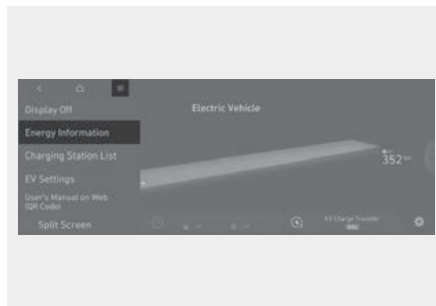 Display Off
Electric Vehicle
Energy Information
Charging Station List
352
EV Settings
User's Manual on Web
(QR Code)
Split Screen
EV Charge Transfer